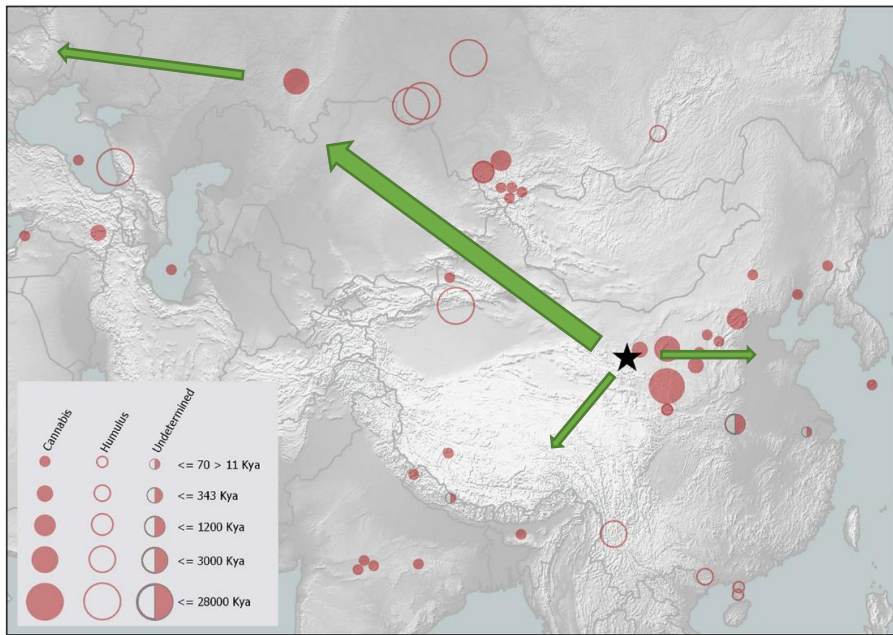 Cannabis Humulus Undetermined
<= 70 > 11 Kya
<= 343 Kya
<= 1200 Kya
<= 3000 Kya
<= 28000 Kya